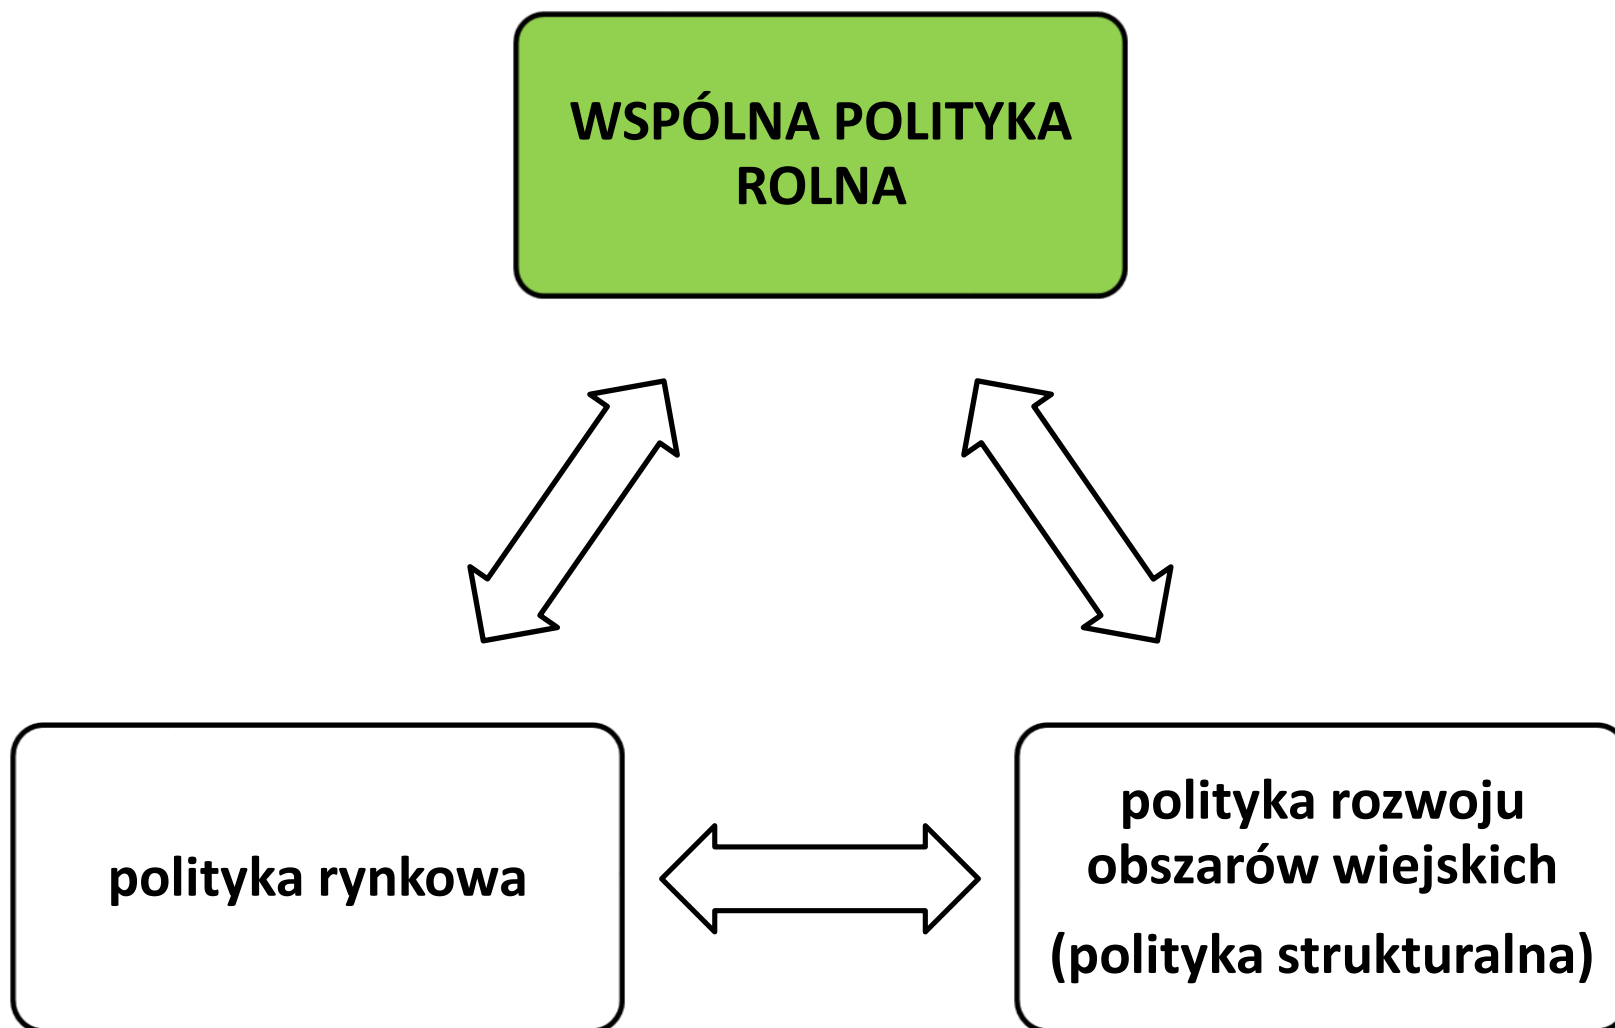 WSPÓLNA POLITYKA
ROLNA
polityka rynkowa
polityka rozwoju
obszarów wiejskich
(polityka strukturalna)